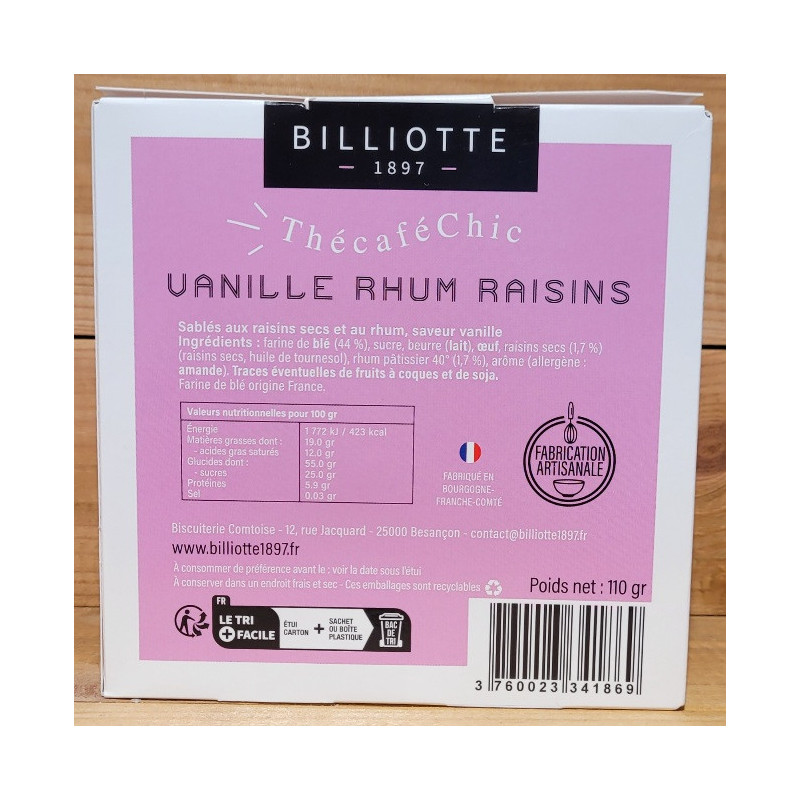 BILLIOTTE
1897
ThécaféChic
VANILLE RHUM RAISINS
Sablés aux raisins secs et au rhum, saveur vanille
Ingrédients : farine de blé (44 %), sucre, beurre (lait), œuf, raisins secs (1,7 %)
(raisins secs, huile de tournesol), rhum pâtissier 40° (1,7 %), arôme (allergène :
amande). Traces éventuelles de fruits à coques et de soja.
Farine de blé origine France.
Valeurs nutritionnelles pour 100 gr
Énergie 1 772 kJ / 423 kcal
Matières grasses dont : 19.0 gr
- acides gras saturés 12.0 gr
Glucides dont : 55.0 gr
- sucres 25.0 gr
Protéines 5.9 gr
Sel 0.03 gr
FABRIQUÉ EN
BOURGOGNE-
FRANCHE-COMTÉ
FABRICATION
ARTISANALE
Biscuiterie Comtoise - 12, rue Jacquard - 25000 Besançon - contact@billiotte1897.fr
www.billiotte1897.fr
À consommer de préférence avant le : voir la date sous l'étui
À conserver dans un endroit frais et sec - Ces emballages sont recyclables
Poids net : 110 gr
FR
LE TRI
+ FACILE
ÉTUI
CARTON
+
SACHET
OU BOÎTE
PLASTIQUE
BAC
DE
TRI
3 760023 341869